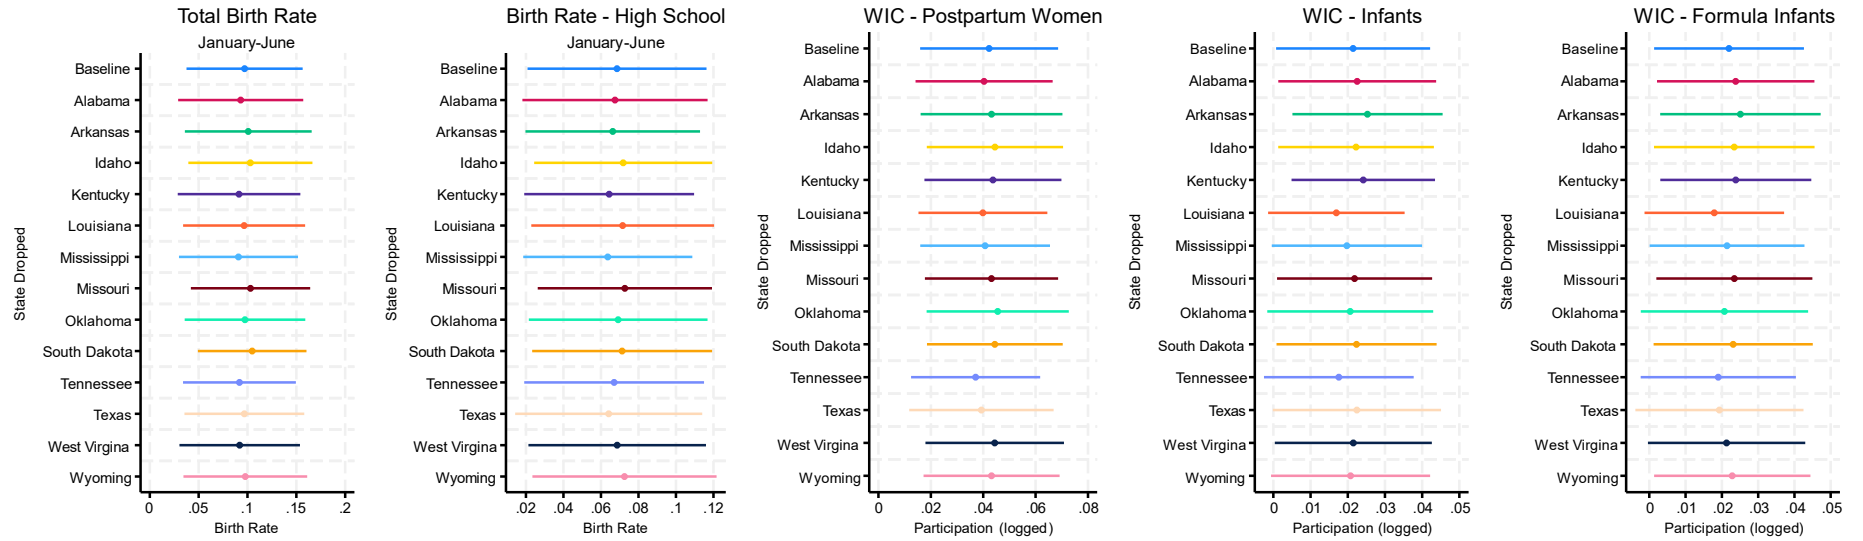 Total Birth Rate
January-June
State Dropped
Baseline
Alabama
Arkansas
Idaho
Kentucky
Louisiana
Mississippi
Missouri
Oklahoma
South Dakota
Tennessee
Texas
West Virgina
Wyoming
0 .05 .1 .15 .2
Birth Rate
Birth Rate - High School
January-June
State Dropped
Baseline
Alabama
Arkansas
Idaho
Kentucky
Louisiana
Mississippi
Missouri
Oklahoma
South Dakota
Tennessee
Texas
West Virgina
Wyoming
.02 .04 .06 .08 .1 .12
Birth Rate
WIC - Postpartum Women
State Dropped
Baseline
Alabama
Arkansas
Idaho
Kentucky
Louisiana
Mississippi
Missouri
Oklahoma
South Dakota
Tennessee
Texas
West Virgina
Wyoming
0 .02 .04 .06 .08
Participation (logged)
WIC - Infants
State Dropped
Baseline
Alabama
Arkansas
Idaho
Kentucky
Louisiana
Mississippi
Missouri
Oklahoma
South Dakota
Tennessee
Texas
West Virgina
Wyoming
0 .01 .02 .03 .04 .05
Participation (logged)
WIC - Formula Infants
State Dropped
Baseline
Alabama
Arkansas
Idaho
Kentucky
Louisiana
Mississippi
Missouri
Oklahoma
South Dakota
Tennessee
Texas
West Virgina
Wyoming
0 .01 .02 .03 .04 .05
Participation (logged)